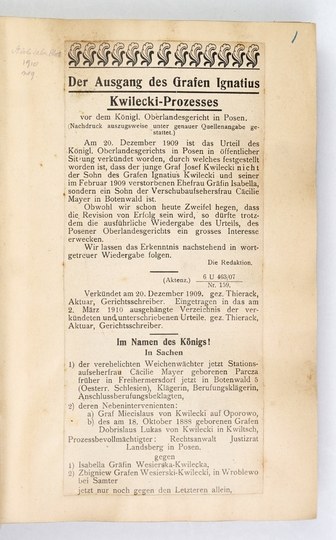 1
Der Ausgang des Grafen Ignatius
Kwilecki-Prozesses
vor dem Königl. Oberlandesgericht in Posen.
(Nachdruck auszugsweise unter genauer Quellenangabe ge-
stattet.)
Am 20. Dezember 1909 ist das Urteil des
Königl. Oberlandesgerichts in Posen in öffentlicher
Sitzung verkündet worden, durch welches festgestellt
worden ist, dass der junge Graf Josef Kwilecki nicht
der Sohn des Grafen Ignatius Kwilecki und seiner
im Februar 1909 verstorbenen Ehefrau Gräfin Isabella,
sondern ein Sohn der Verschubaufsehersfrau Cäcilie
Mayer in Botenwald ist.
Obwohl wir schon heute Zweifel hegen, dass
die Revision von Erfolg sein wird, so dürfte trotz-
dem die ausführliche Wiedergabe des Urteils, des
Posener Oberlandesgerichts ein grosses Interesse
erwecken.
Wir lassen das Erkenntnis nachstehend in wort-
getreuer Wiedergabe folgen.
Die Redaktion.
(Aktenz.) 6 U 463/07
Nr. 159.
Verkündet am 20. Dezember 1909. gez. Thierack,
Aktuar, Gerichtsschreiber. Eingetragen in das am
2. März 1910 ausgehängte Verzeichnis der ver-
kündeten und unterschriebenen Urteile. gez. Thierack,
Aktuar, Gerichtsschreiber.
Im Namen des Königs!
In Sachen
1) der verehelichten Weichenwächter jetzt Stations-
aufseherfrau Cäcilie Mayer geborenen Parcza
früher in Freihermersdorf jetzt in Botenwald 5
(Oesterr. Schlesien), Klägerin, Berufungsklägerin,
Anschlussberufungsbeklagten,
2) deren Nebenintervenienten:
a) Graf Miecislaus von Kwilecki auf Oporowo,
b) des am 18. Oktober 1888 geborenen Grafen
Dobrislaus Lukas von Kwilecki in Kwiltsch,
Prozessbevollmächtigter: Rechtsanwalt Justizrat
Landsberg in Posen.
gegen
1) Isabella Gräfin Wesierska-Kwilecka,
2) Zbigniew Grafen Wesierski-Kwilecki, in Wroblewo
bei Samter
jetzt nur noch gegen den Letzteren allein,